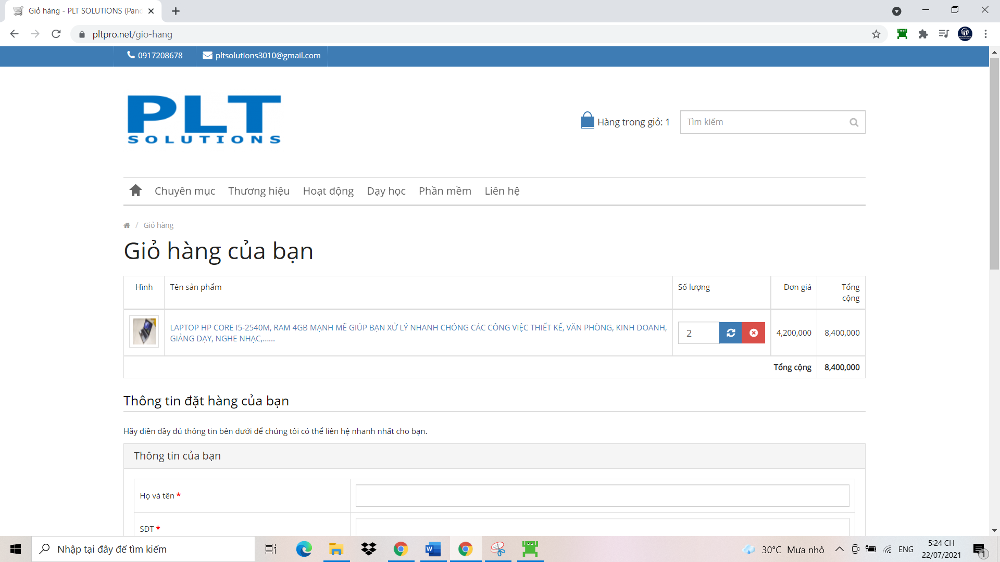 Giỏ hàng - PLT SOLUTIONS (Pano
pltpro.net/gio-hang
0917208678
pltsolutions3010@gmail.com
PLT
SOLUTIONS
Hàng trong giỏ: 1
Tìm kiếm
Chuyên mục
Thương hiệu
Hoạt động
Dạy học
Phần mềm
Liên hệ
/ Giỏ hàng
Giỏ hàng của bạn
Hình
Tên sản phẩm
Số lượng
Đơn giá
Tổng
cộng
LAPTOP HP CORE I5-2540M, RAM 4GB MẠNH MẼ GIÚP BẠN XỬ LÝ NHANH CHÓNG CÁC CÔNG VIỆC THIẾT KẾ, VĂN PHÒNG, KINH DOANH,
GIẢNG DẠY, NGHE NHẠC,......
2
4,200,000
8,400,000
Tổng cộng
8,400,000
Thông tin đặt hàng của bạn
Hãy điền đầy đủ thông tin bên dưới để chúng tôi có thể liên hệ nhanh nhất cho bạn.
Thông tin của bạn
Họ và tên *
SĐT *
Nhập tại đây để tìm kiếm
30°C Mưa nhỏ
ENG
5:24 CH
22/07/2021
1